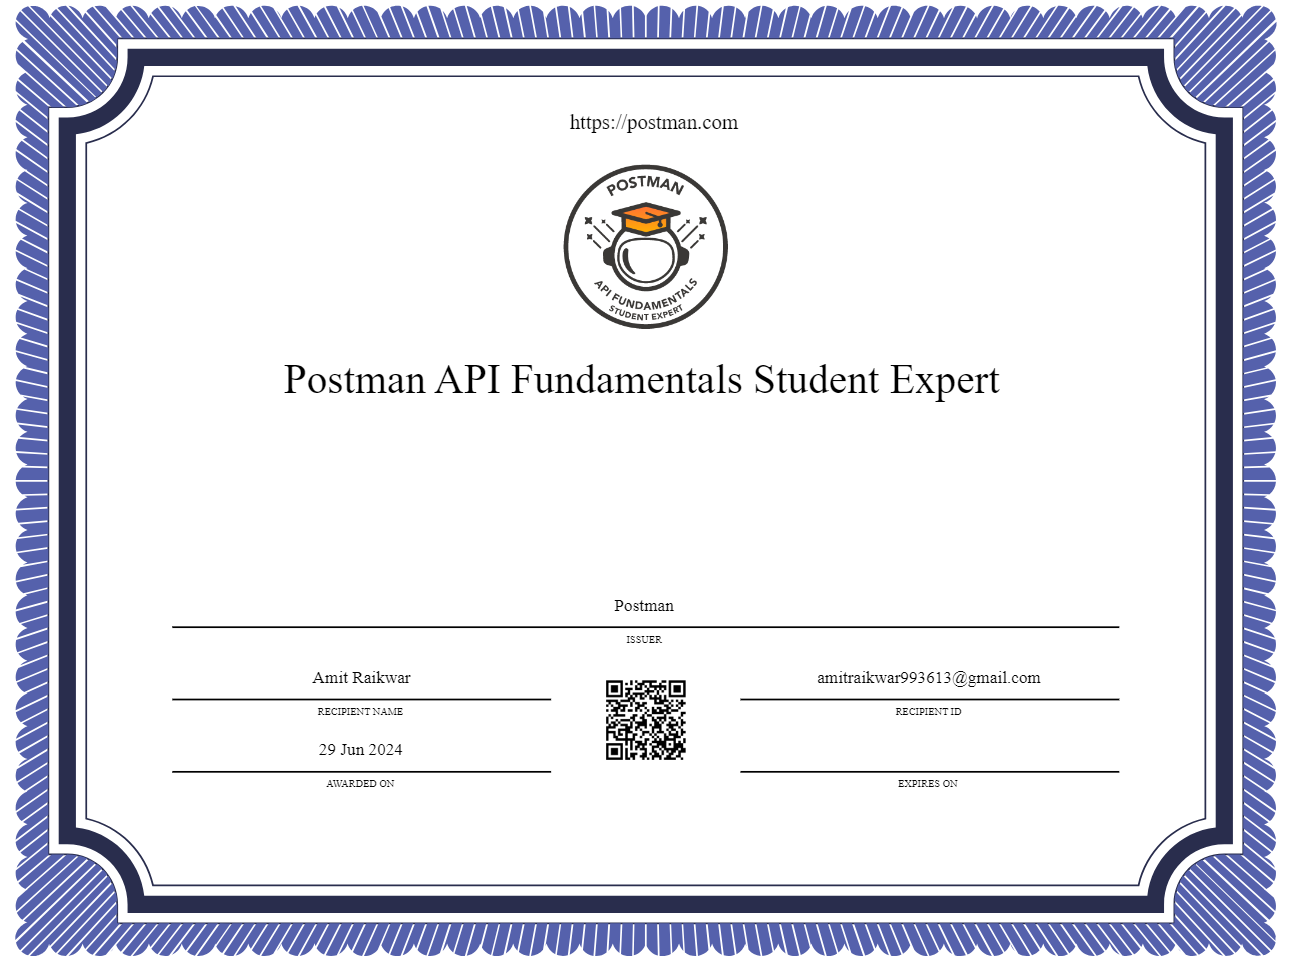 https://postman.com
POSTMAN
API FUNDAMENTALS
STUDENT EXPERT
Postman API Fundamentals Student Expert
Postman
ISSUER
Amit Raikwar
RECIPIENT NAME
amitraikwar993613@gmail.com
RECIPIENT ID
29 Jun 2024
AWARDED ON
EXPIRES ON